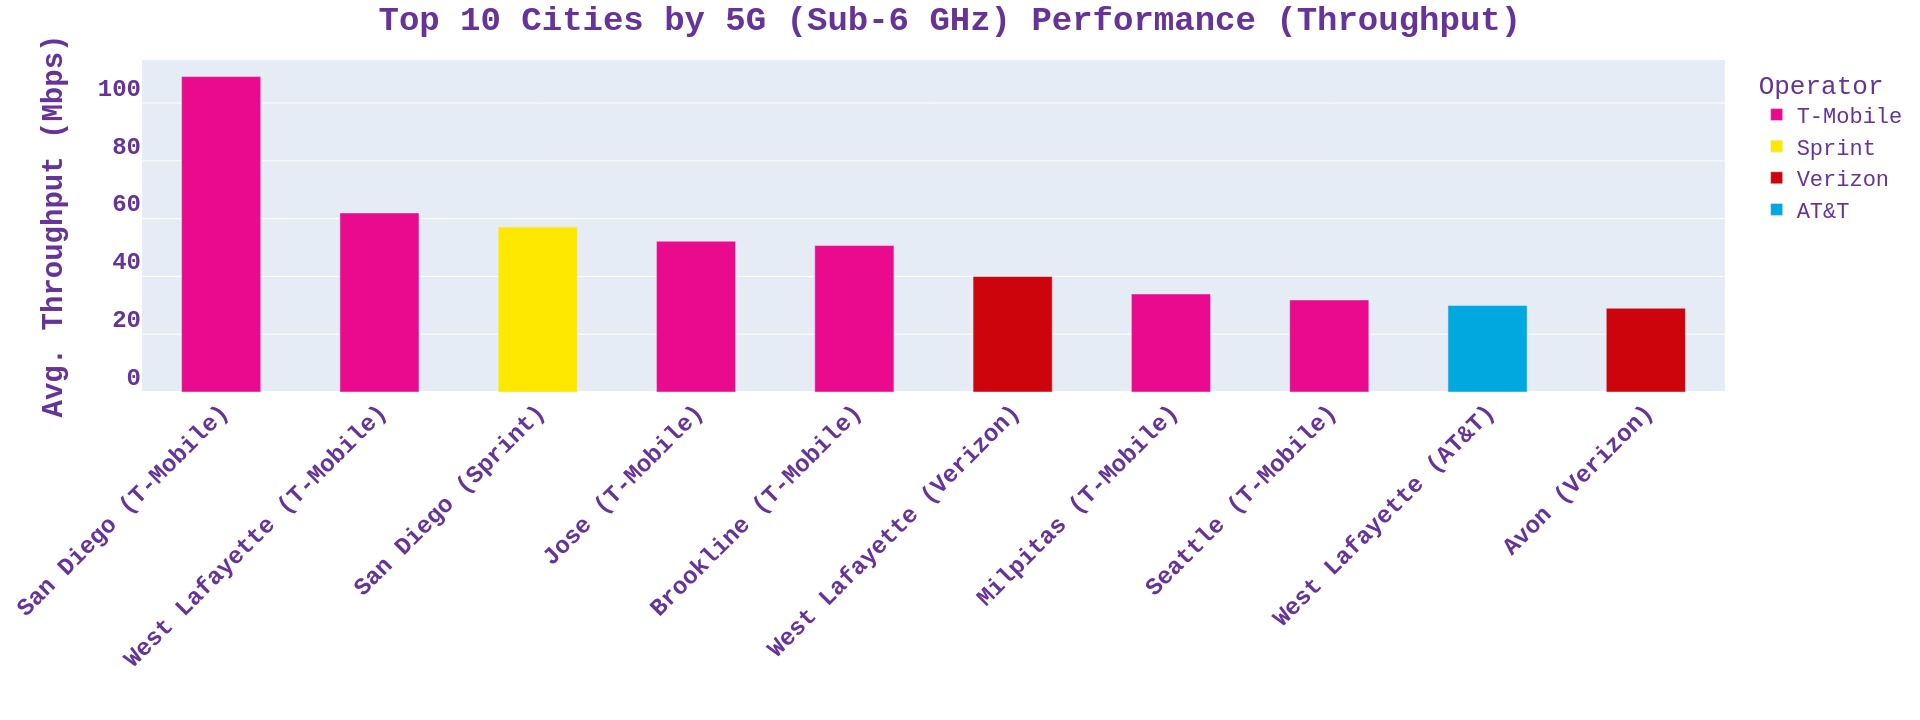 Top 10 Cities by 5G (Sub-6 GHz) Performance (Throughput)
Avg. Throughput (Mbps)
100
80
60
40
20
0
San Diego (T-Mobile)
West Lafayette (T-Mobile)
San Diego (Sprint)
Jose (T-Mobile)
Brookline (T-Mobile)
West Lafayette (Verizon)
Milpitas (T-Mobile)
Seattle (T-Mobile)
West Lafayette (AT&T)
Avon (Verizon)
Operator
T-Mobile
Sprint
Verizon
AT&T